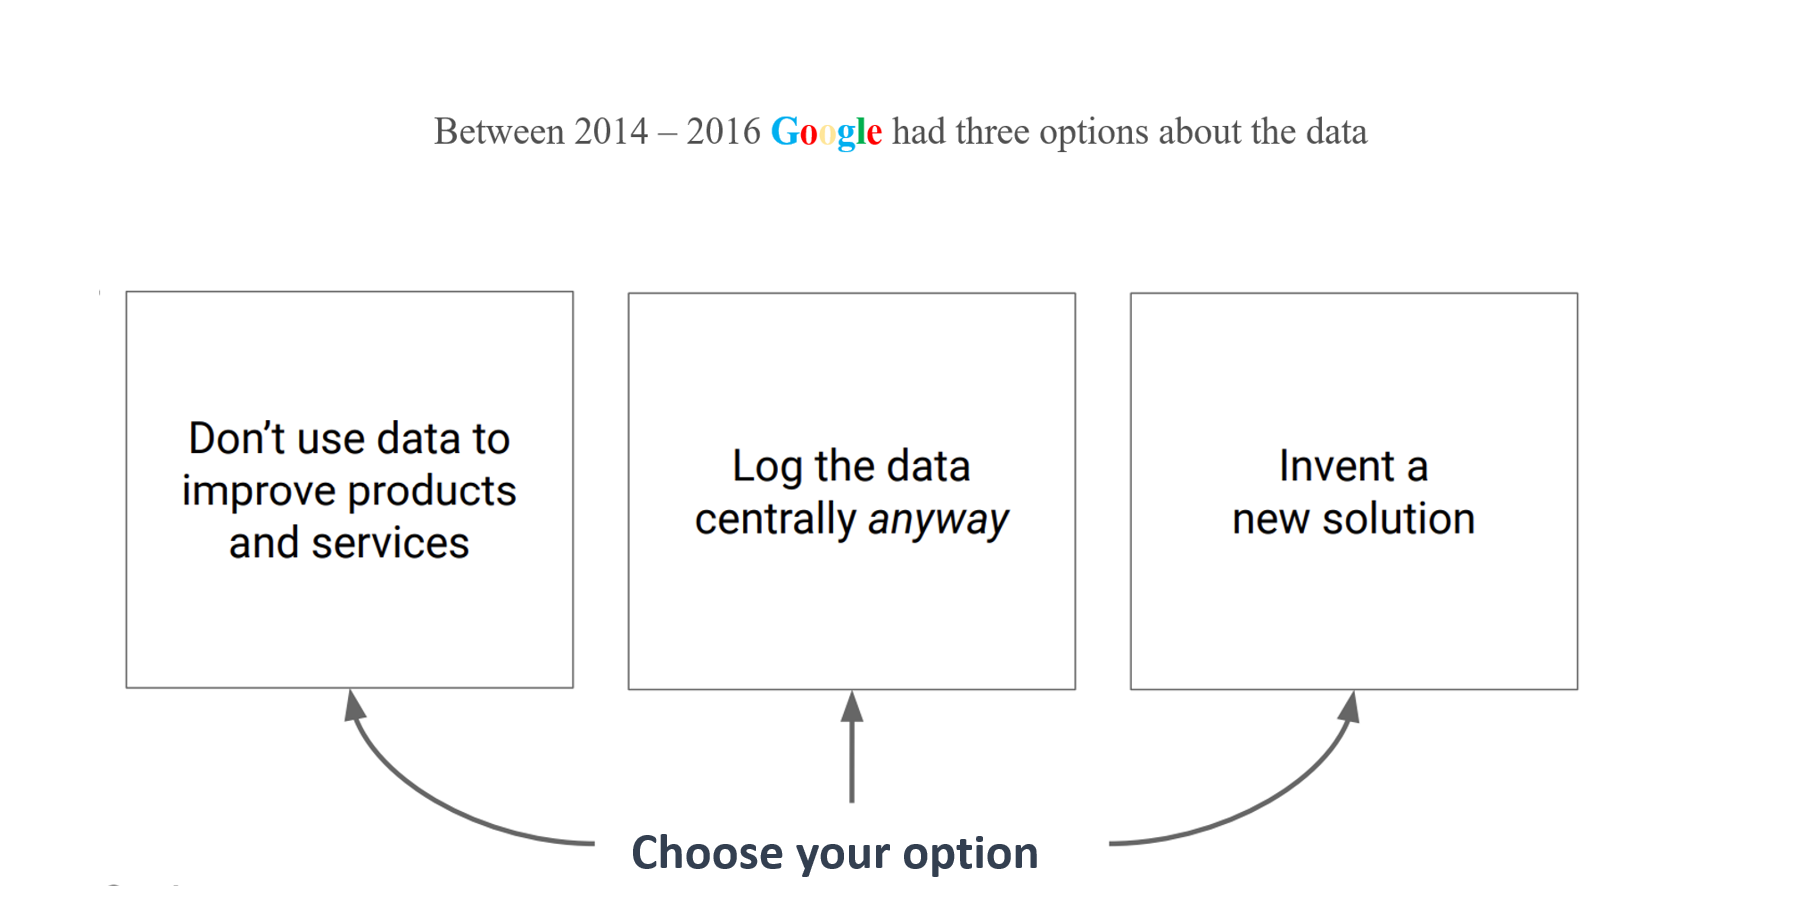 Between 2014 – 2016 Google had three options about the data
Don’t use data to
improve products
and services
Log the data
centrally anyway
Invent a
new solution
Choose your option